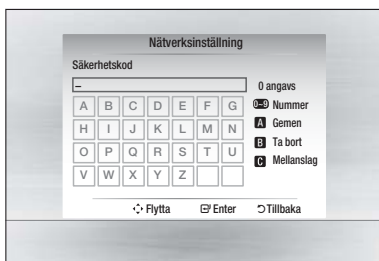 Nätverksinställning
Säkerhetskod
–
0 angavs
A B C D E F G
0~9 Nummer
H I J K L M N
A Gemen
O P Q R S T U
B Ta bort
V W X Y Z
C Mellanslag
Flytta Enter Tillbaka